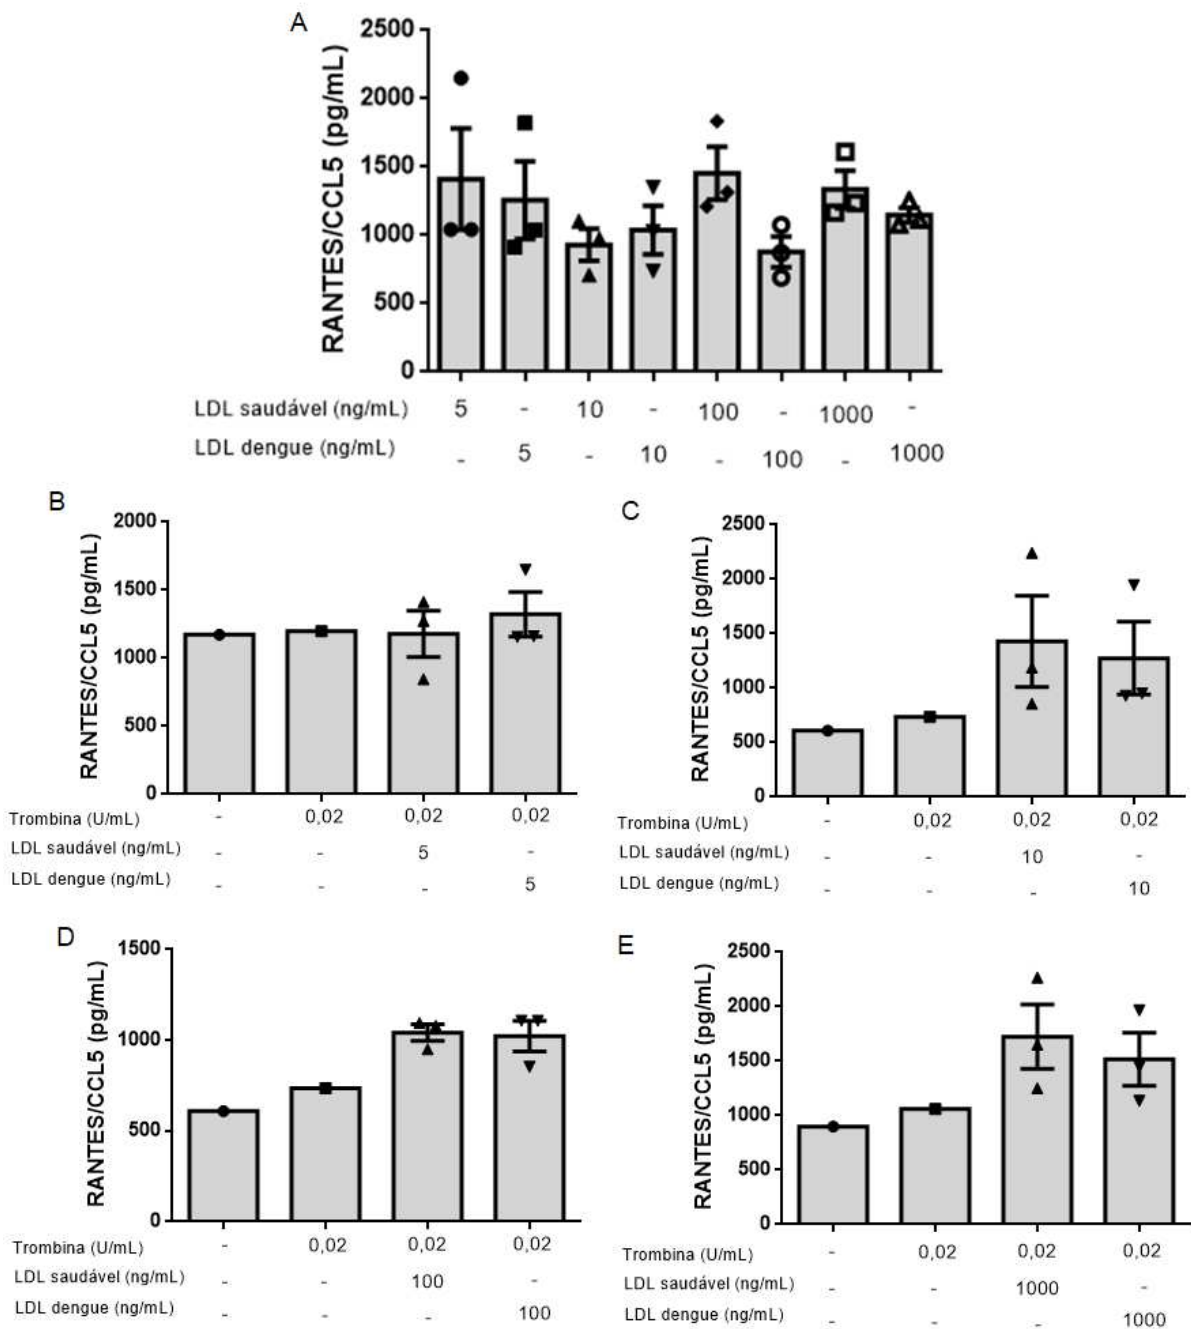 A
RANTES/CCL5 (pg/mL)
2500
2000
1500
1000
500
0
LDL saudável (ng/mL) 5 - 10 - 100 - 1000 -
LDL dengue (ng/mL) - 5 - 10 - 100 - 1000
B
RANTES/CCL5 (pg/mL)
2000
1500
1000
500
0
Trombina (U/mL) - 0,02 0,02 0,02
LDL saudável (ng/mL) - - 5 -
LDL dengue (ng/mL) - - - 5
C
RANTES/CCL5 (pg/mL)
2500
2000
1500
1000
500
0
Trombina (U/mL) - 0,02 0,02 0,02
LDL saudável (ng/mL) - - 10 -
LDL dengue (ng/mL) - - - 10
D
RANTES/CCL5 (pg/mL)
1500
1000
500
0
Trombina (U/mL) - 0,02 0,02 0,02
LDL saudável (ng/mL) - - 100 -
LDL dengue (ng/mL) - - - 100
E
RANTES/CCL5 (pg/mL)
2500
2000
1500
1000
500
0
Trombina (U/mL) - 0,02 0,02 0,02
LDL saudável (ng/mL) - - 1000 -
LDL dengue (ng/mL) - - - 1000